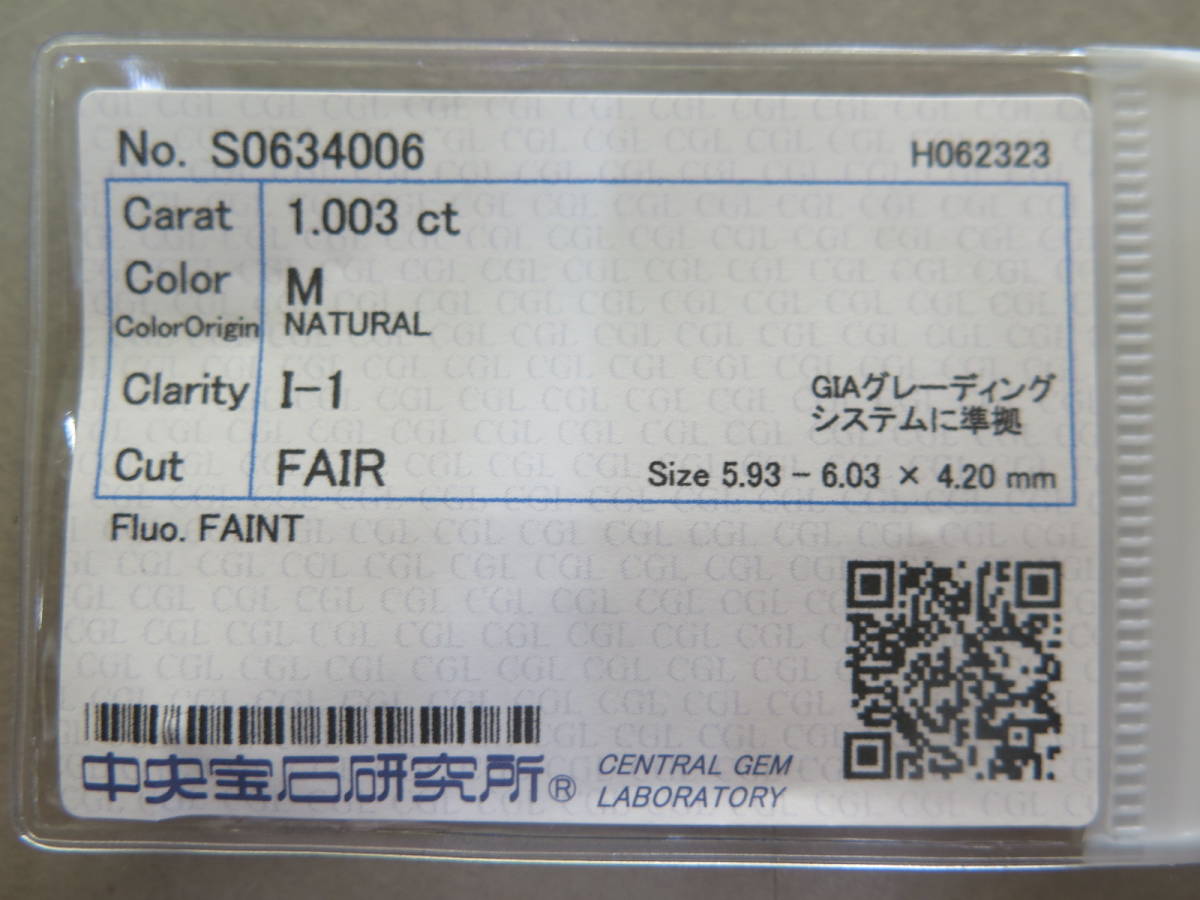 No. S0634006 H062323
Carat 1.003 ct
Color M
ColorOrigin NATURAL
Clarity I-1
GIAグレーディング
システムに準拠
Cut FAIR Size 5.93 - 6.03 × 4.20 mm
Fluo. FAINT
中央宝石研究所® CENTRAL GEM
LABORATORY